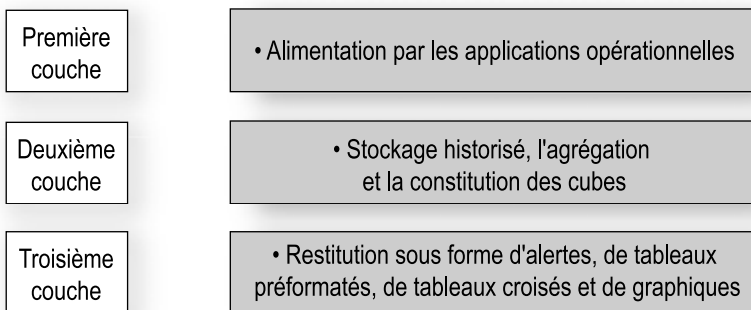 Première
couche
• Alimentation par les applications opérationnelles
Deuxième
couche
• Stockage historisé, l'agrégation
et la constitution des cubes
Troisième
couche
• Restitution sous forme d'alertes, de tableaux
préformatés, de tableaux croisés et de graphiques